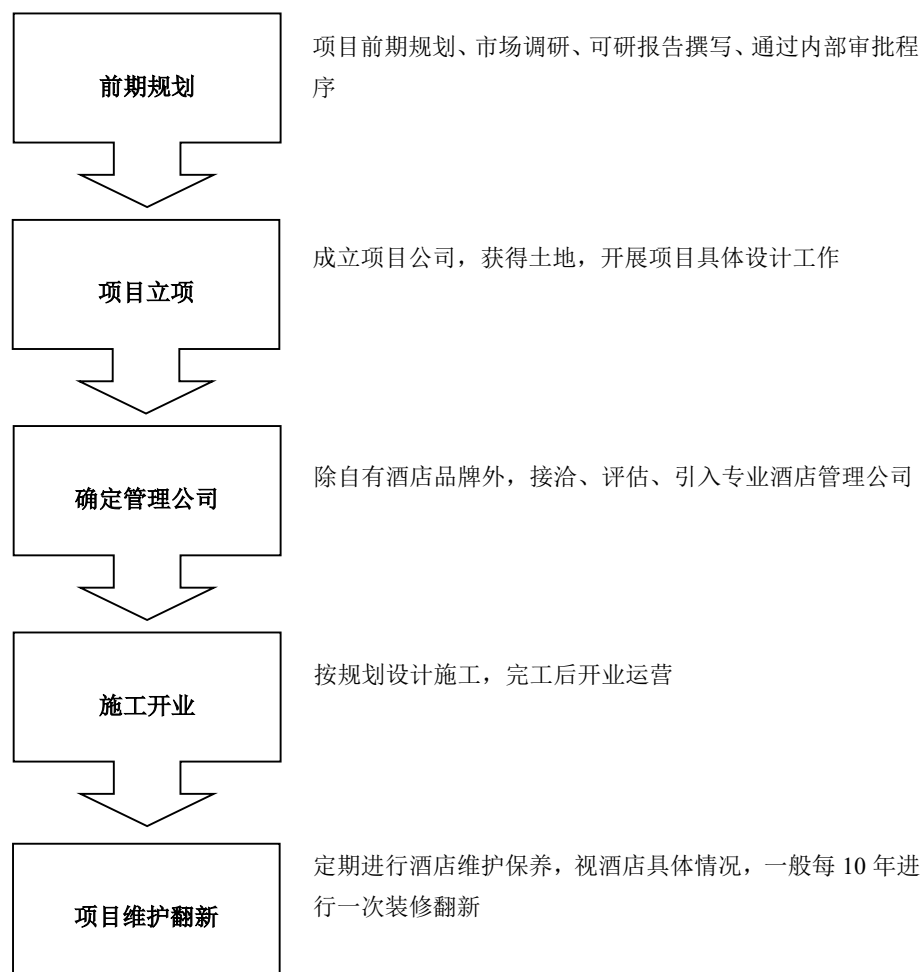 前期规划
项目前期规划、市场调研、可研报告撰写、通过内部审批程
序
项目立项
成立项目公司，获得土地，开展项目具体设计工作
确定管理公司
除自有酒店品牌外，接洽、评估、引入专业酒店管理公司
施工开业
按规划设计施工，完工后开业运营
项目维护翻新
定期进行酒店维护保养，视酒店具体情况，一般每 10 年进
行一次装修翻新